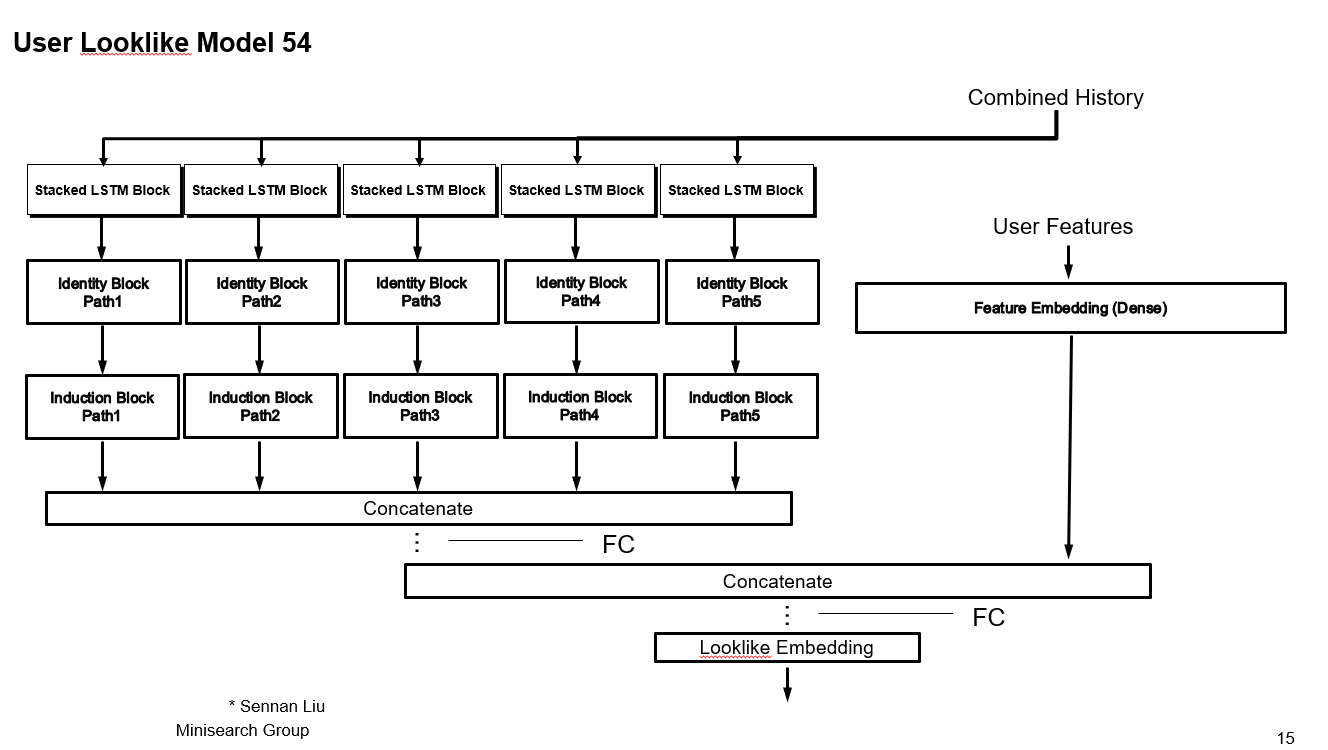 User Looklike Model 54
Combined History
Stacked LSTM Block
Stacked LSTM Block
Stacked LSTM Block
Stacked LSTM Block
Stacked LSTM Block
User Features
Identity Block
Path1
Identity Block
Path2
Identity Block
Path3
Identity Block
Path4
Identity Block
Path5
Feature Embedding (Dense)
Induction Block
Path1
Induction Block
Path2
Induction Block
Path3
Induction Block
Path4
Induction Block
Path5
Concatenate
FC
Concatenate
FC
Looklike Embedding
* Sennan Liu
Minisearch Group
15